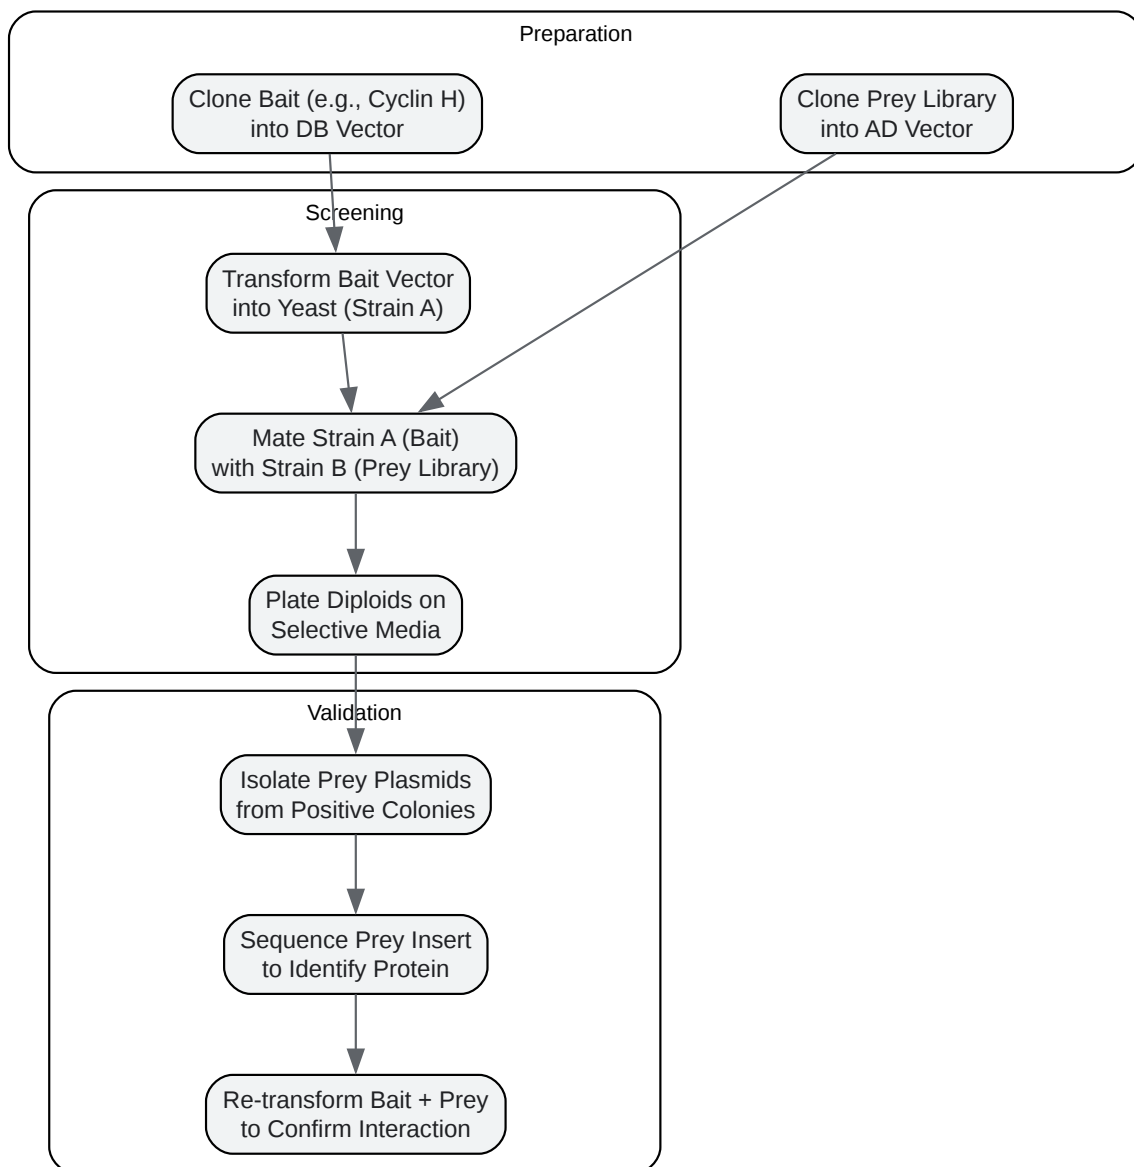 Preparation
Clone Bait (e.g., Cyclin H)
into DB Vector
Clone Prey Library
into AD Vector
Screening
Transform Bait Vector
into Yeast (Strain A)
Mate Strain A (Bait)
with Strain B (Prey Library)
Plate Diploids on
Selective Media
Validation
Isolate Prey Plasmids
from Positive Colonies
Sequence Prey Insert
to Identify Protein
Re-transform Bait + Prey
to Confirm Interaction